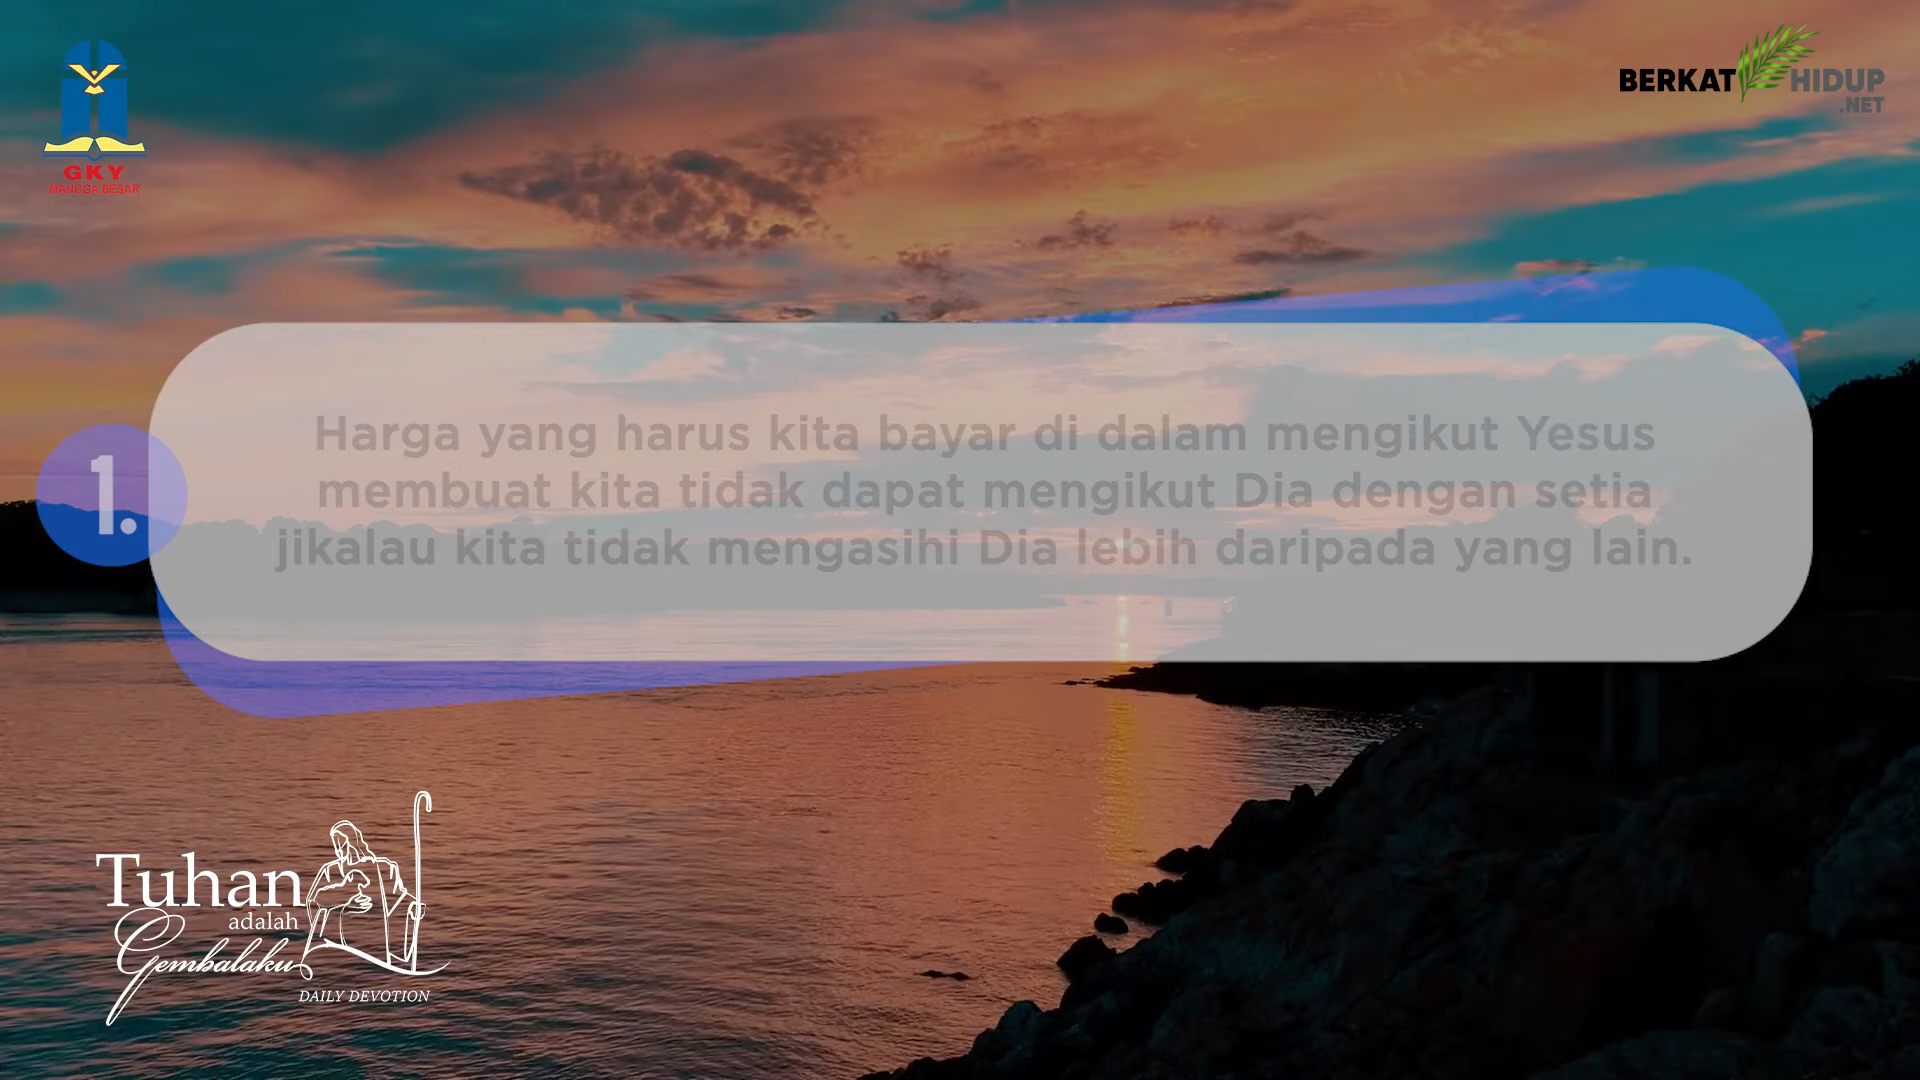 GKY
MANGGA BESAR
BERKAT HIDUP
.NET
1.
Harga yang harus kita bayar di dalam mengikut Yesus
membuat kita tidak dapat mengikut Dia dengan setia
jikalau kita tidak mengasihi Dia lebih daripada yang lain.
Tuhan
adalah
Gembalaku
DAILY DEVOTION